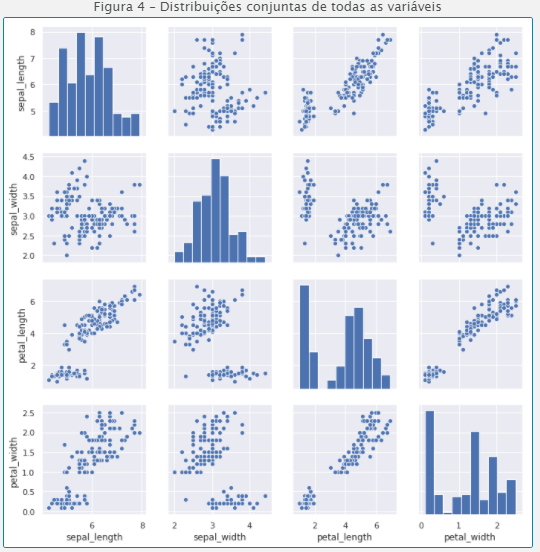 Figura 4 – Distribuições conjuntas de todas as variáveis
sepal_length
8
7
6
5
sepal_width
4.5
4.0
3.5
3.0
2.5
2.0
petal_length
6
4
2
petal_width
2.5
2.0
1.5
1.0
0.5
0.0
6 8
sepal_length
2 3 4
sepal_width
2 4 6
petal_length
0 1 2
petal_width